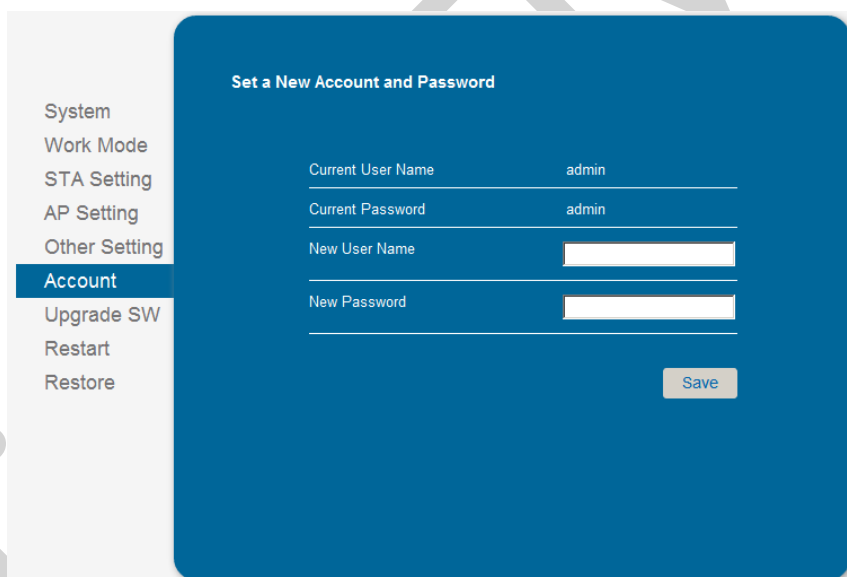 Set a New Account and Password
System
Work Mode
STA Setting
AP Setting
Other Setting
Account
Upgrade SW
Restart
Restore
Current User Name admin
Current Password admin
New User Name
New Password
Save